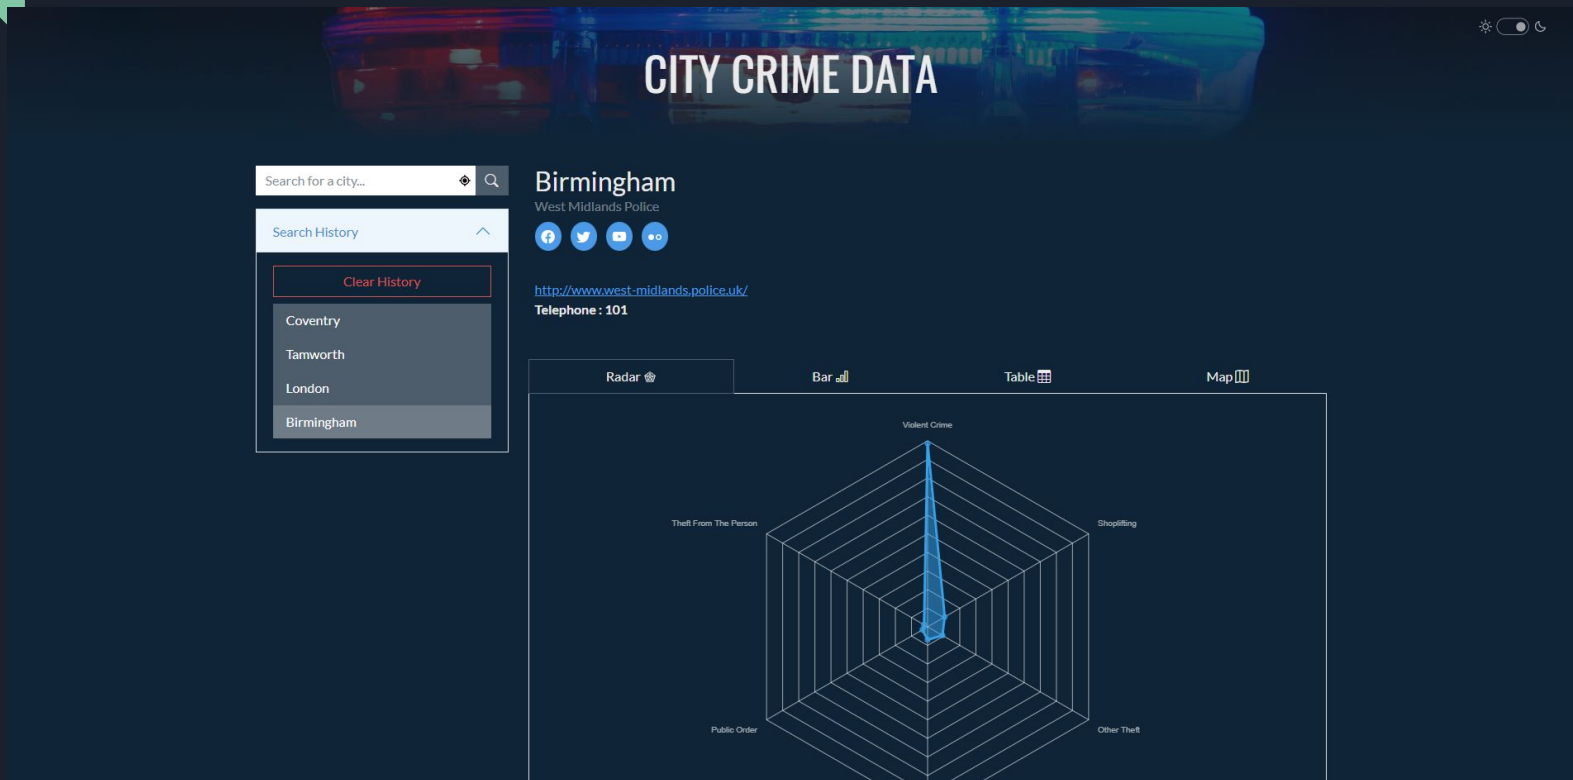 CITY CRIME DATA
Search for a city...
Search History
Clear History
Coventry
Tamworth
London
Birmingham
Birmingham
West Midlands Police
http://www.west-midlands.police.uk/
Telephone : 101
Radar
Bar
Table
Map
Violent Crime
Theft From The Person
Shoplifting
Public Order
Other Theft